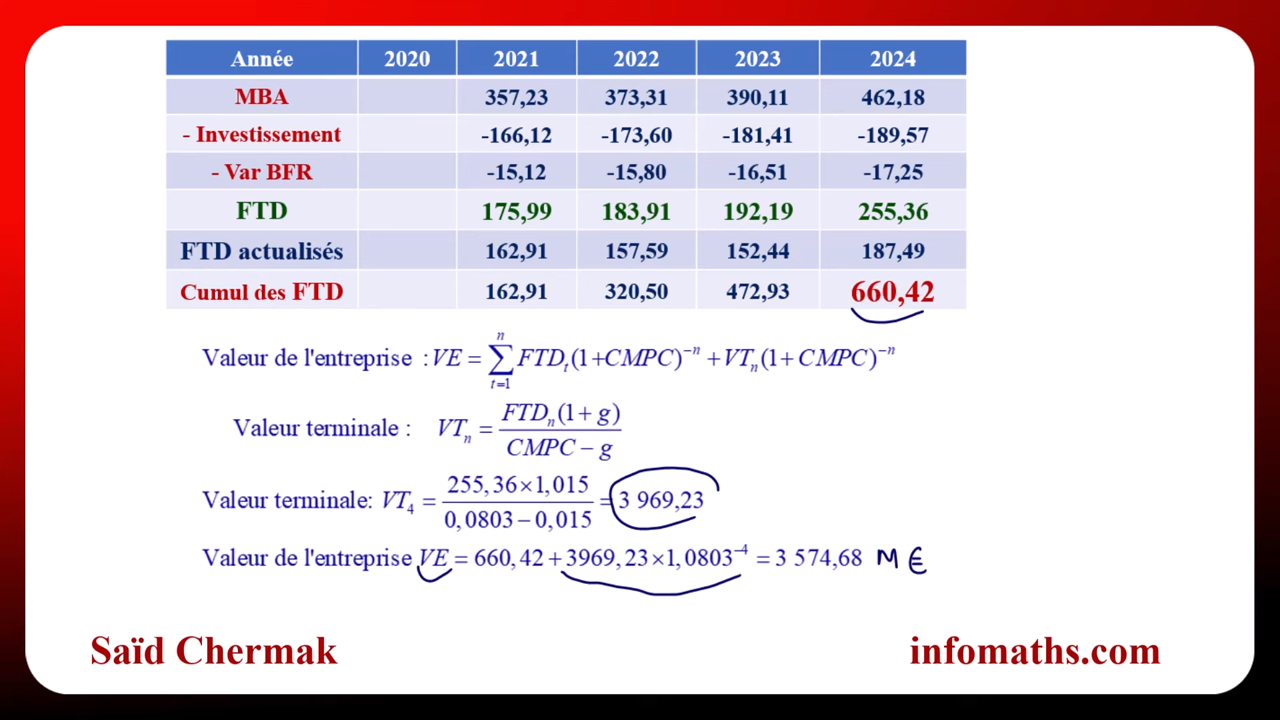 Année 2020 2021 2022 2023 2024
MBA 357,23 373,31 390,11 462,18
- Investissement -166,12 -173,60 -181,41 -189,57
- Var BFR -15,12 -15,80 -16,51 -17,25
FTD 175,99 183,91 192,19 255,36
FTD actualisés 162,91 157,59 152,44 187,49
Cumul des FTD 162,91 320,50 472,93 660,42
Valeur de l'entreprise : VE = ∑_{t=1}^{n} FTD_t (1+CMPC)^{-n} + VT_n (1+ CMPC)^{-n}
Valeur terminale : VT_n = FTD_n (1+ g) / CMPC − g
Valeur terminale: VT_4 = 255,36×1,015 / 0,0803−0,015 = 3 969,23
Valeur de l'entreprise VE = 660,42 + 3969,23×1,0803^{-4} = 3 574,68 M €
Saïd Chermak infomaths.com